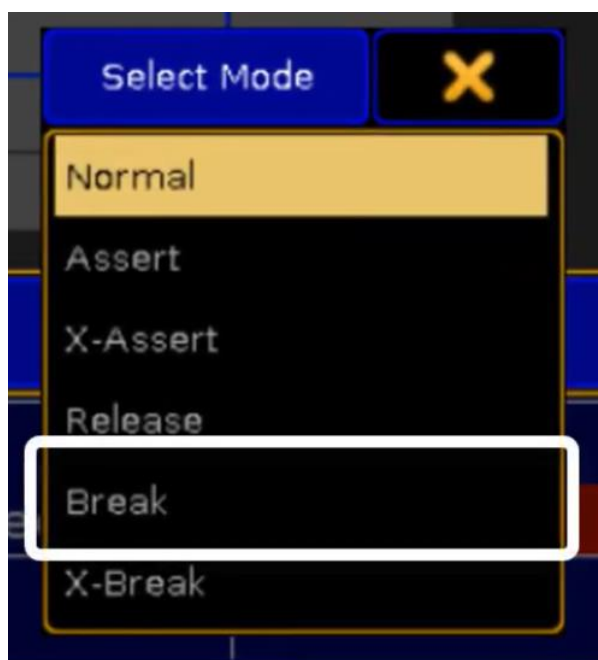 Select Mode
Normal
Assert
X-Assert
Release
Break
X-Break